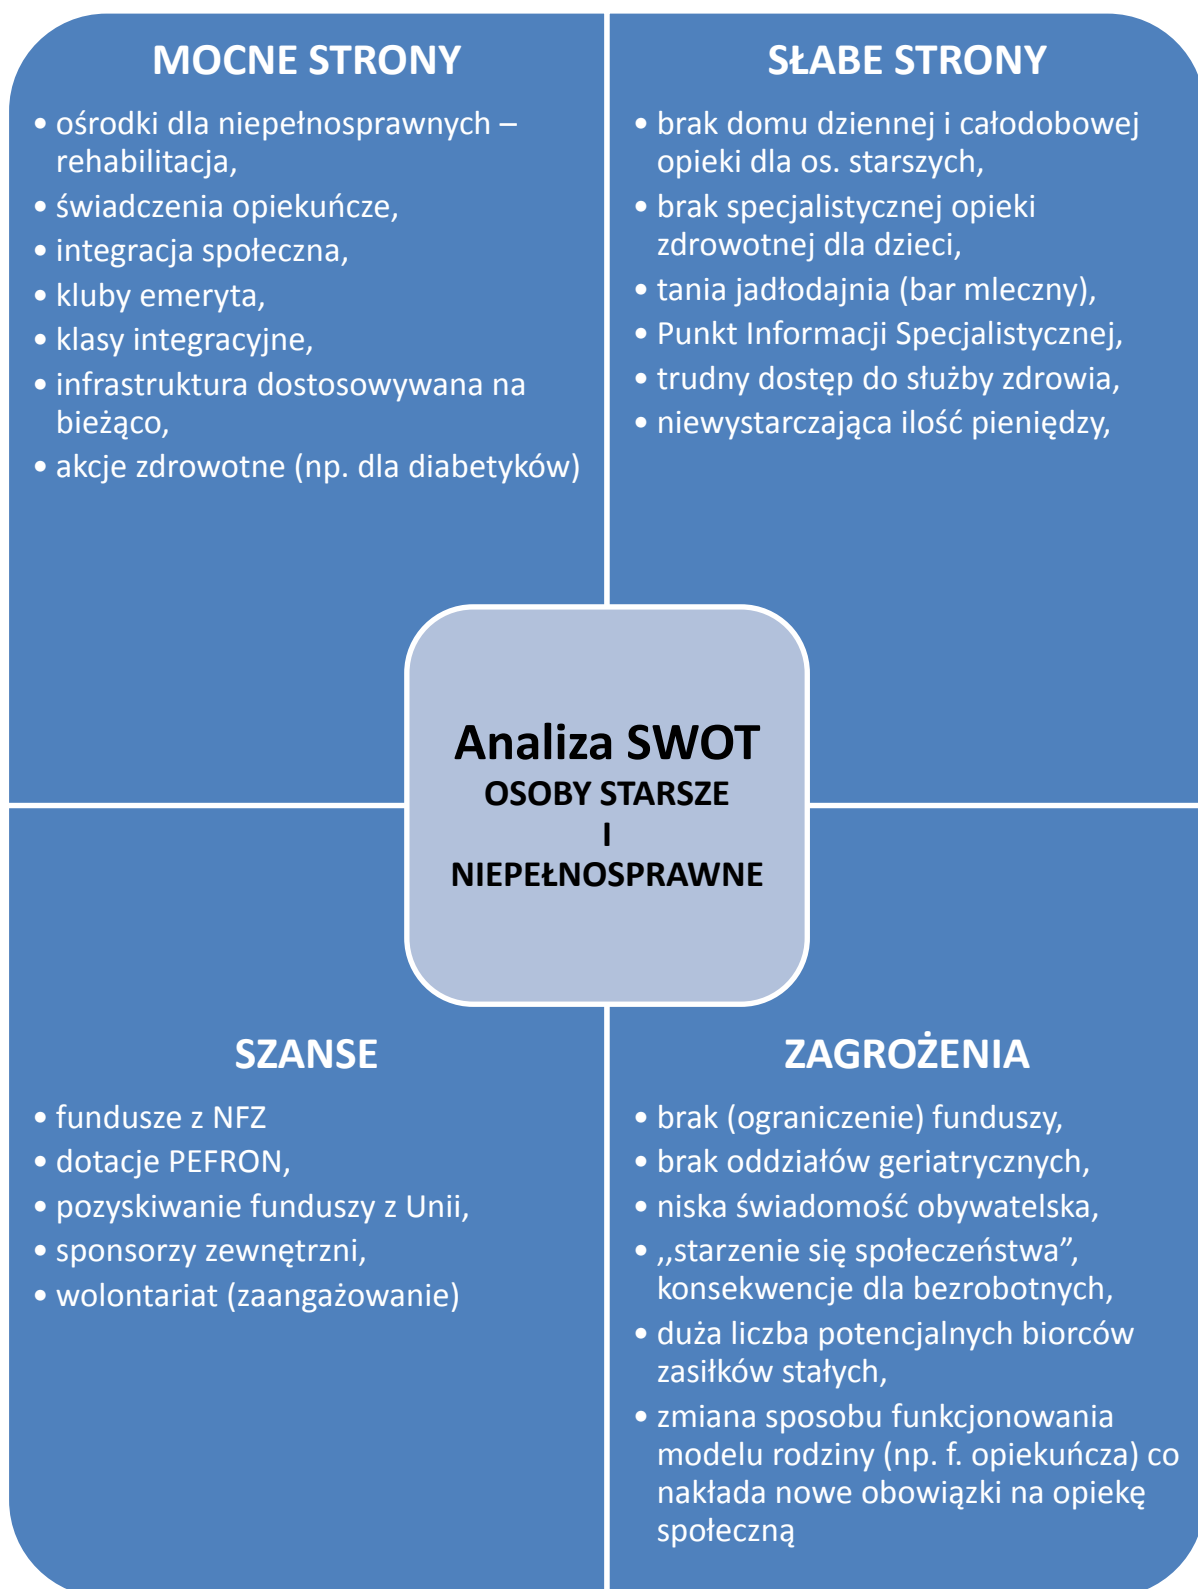 MOCNE STRONY
• ośrodki dla niepełnosprawnych –
rehabilitacja,
• świadczenia opiekuńcze,
• integracja społeczna,
• kluby emeryta,
• klasy integracyjne,
• infrastruktura dostosowywana na
bieżąco,
• akcje zdrowotne (np. dla diabetyków)
SŁABE STRONY
• brak domu dziennej i całodobowej
opieki dla os. starszych,
• brak specjalistycznej opieki
zdrowotnej dla dzieci,
• tania jadłodajnia (bar mleczny),
• Punkt Informacji Specjalistycznej,
• trudny dostęp do służby zdrowia,
• niewystarczająca ilość pieniędzy,
Analiza SWOT
OSOBY STARSZE
I
NIEPEŁNOSPRAWNE
SZANSE
• fundusze z NFZ
• dotacje PEFRON,
• pozyskiwanie funduszy z Unii,
• sponsorzy zewnętrzni,
• wolontariat (zaangażowanie)
ZAGROŻENIA
• brak (ograniczenie) funduszy,
• brak oddziałów geriatrycznych,
• niska świadomość obywatelska,
• ,,starzenie się społeczeństwa”,
konsekwencje dla bezrobotnych,
• duża liczba potencjalnych biorców
zasiłków stałych,
• zmiana sposobu funkcjonowania
modelu rodziny (np. f. opiekuńcza) co
nakłada nowe obowiązki na opiekę
społeczną